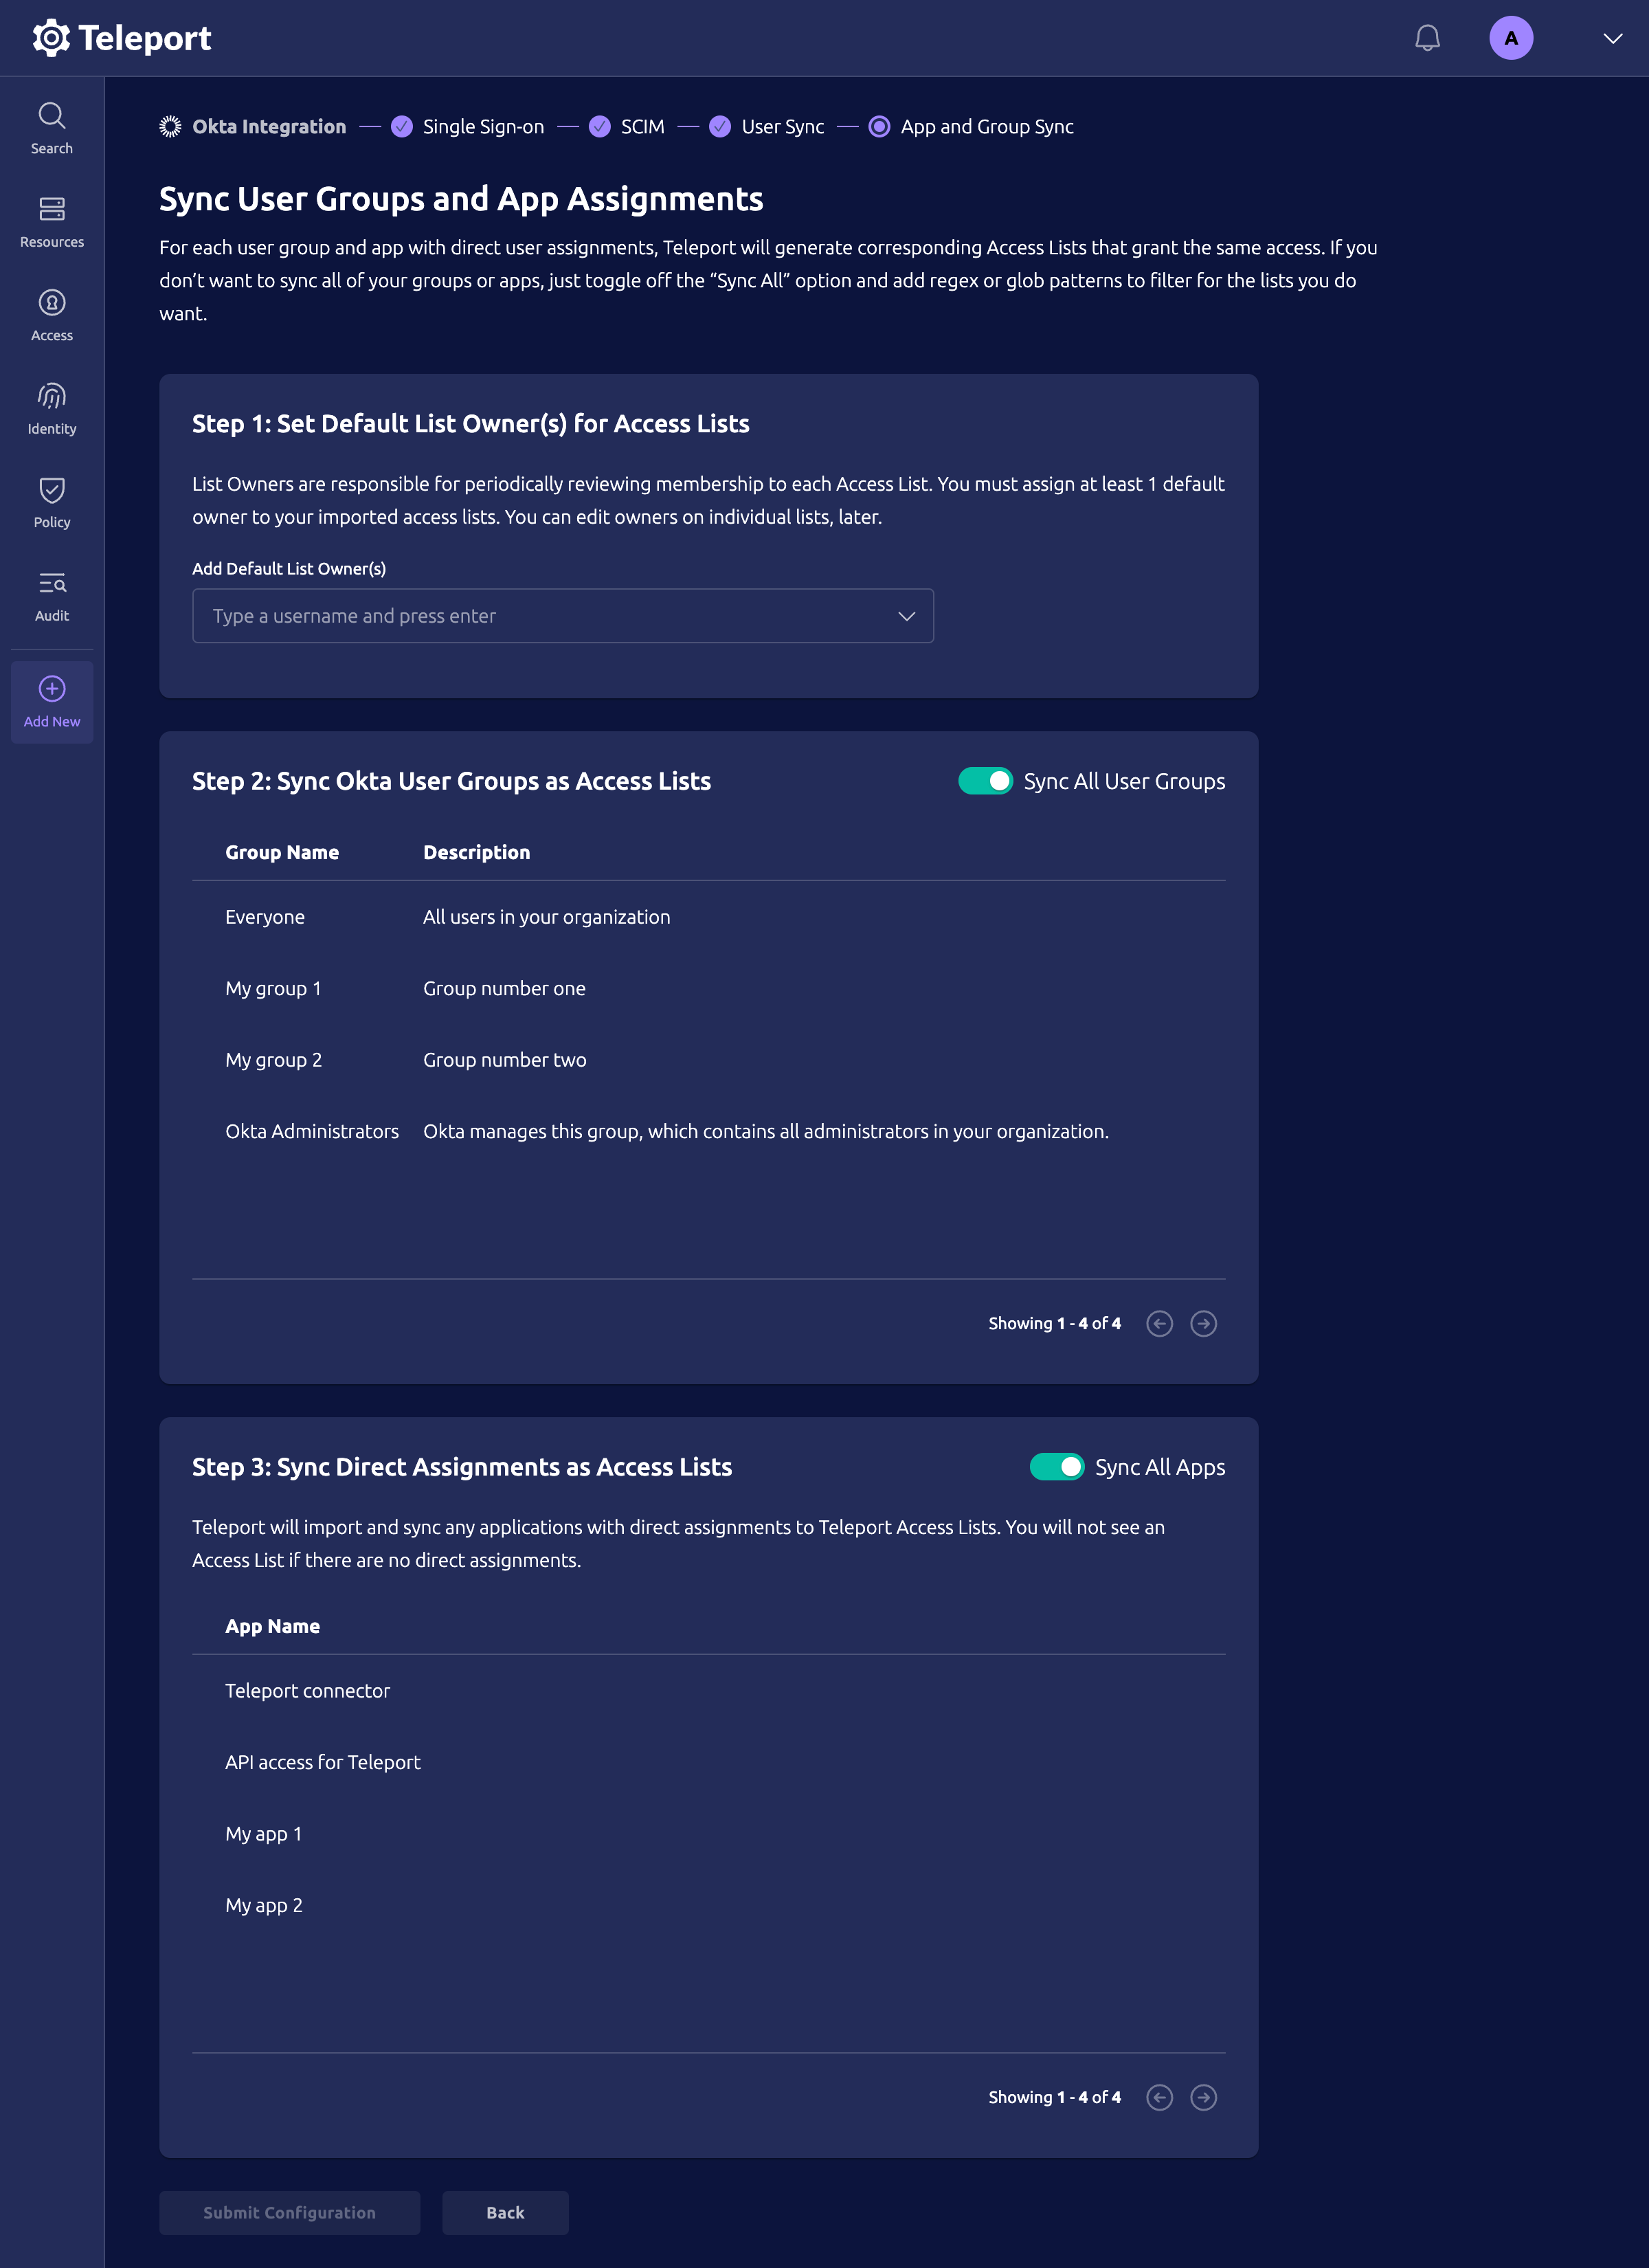 Teleport
A
Search
Resources
Access
Identity
Policy
Audit
Add New
Okta Integration
Single Sign-on
SCIM
User Sync
App and Group Sync
Sync User Groups and App Assignments
For each user group and app with direct user assignments, Teleport will generate corresponding Access Lists that grant the same access. If you
don’t want to sync all of your groups or apps, just toggle off the “Sync All” option and add regex or glob patterns to filter for the lists you do
want.
Step 1: Set Default List Owner(s) for Access Lists
List Owners are responsible for periodically reviewing membership to each Access List. You must assign at least 1 default
owner to your imported access lists. You can edit owners on individual lists, later.
Add Default List Owner(s)
Type a username and press enter
Step 2: Sync Okta User Groups as Access Lists
Sync All User Groups
Group Name Description
Everyone All users in your organization
My group 1 Group number one
My group 2 Group number two
Okta Administrators Okta manages this group, which contains all administrators in your organization.
Showing 1 - 4 of 4
Step 3: Sync Direct Assignments as Access Lists
Sync All Apps
Teleport will import and sync any applications with direct assignments to Teleport Access Lists. You will not see an
Access List if there are no direct assignments.
App Name
Teleport connector
API access for Teleport
My app 1
My app 2
Showing 1 - 4 of 4
Submit Configuration
Back